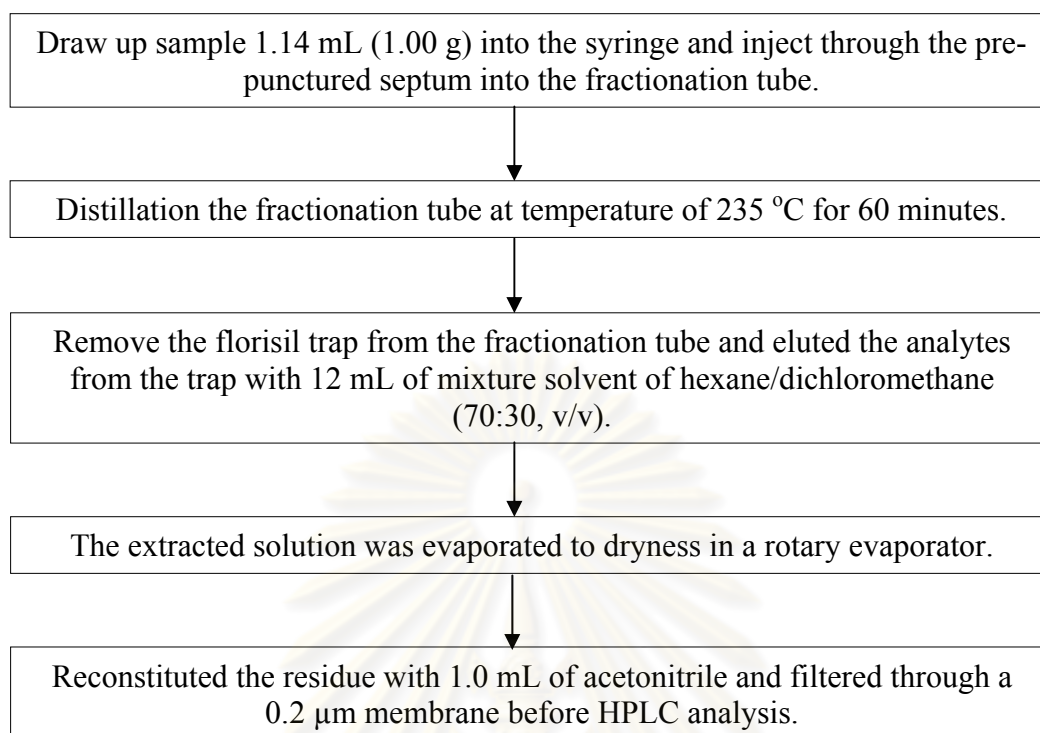 Draw up sample 1.14 mL (1.00 g) into the syringe and inject through the pre-
punctured septum into the fractionation tube.
Distillation the fractionation tube at temperature of 235 °C for 60 minutes.
Remove the florisil trap from the fractionation tube and eluted the analytes
from the trap with 12 mL of mixture solvent of hexane/dichloromethane
(70:30, v/v).
The extracted solution was evaporated to dryness in a rotary evaporator.
Reconstituted the residue with 1.0 mL of acetonitrile and filtered through a
0.2 µm membrane before HPLC analysis.